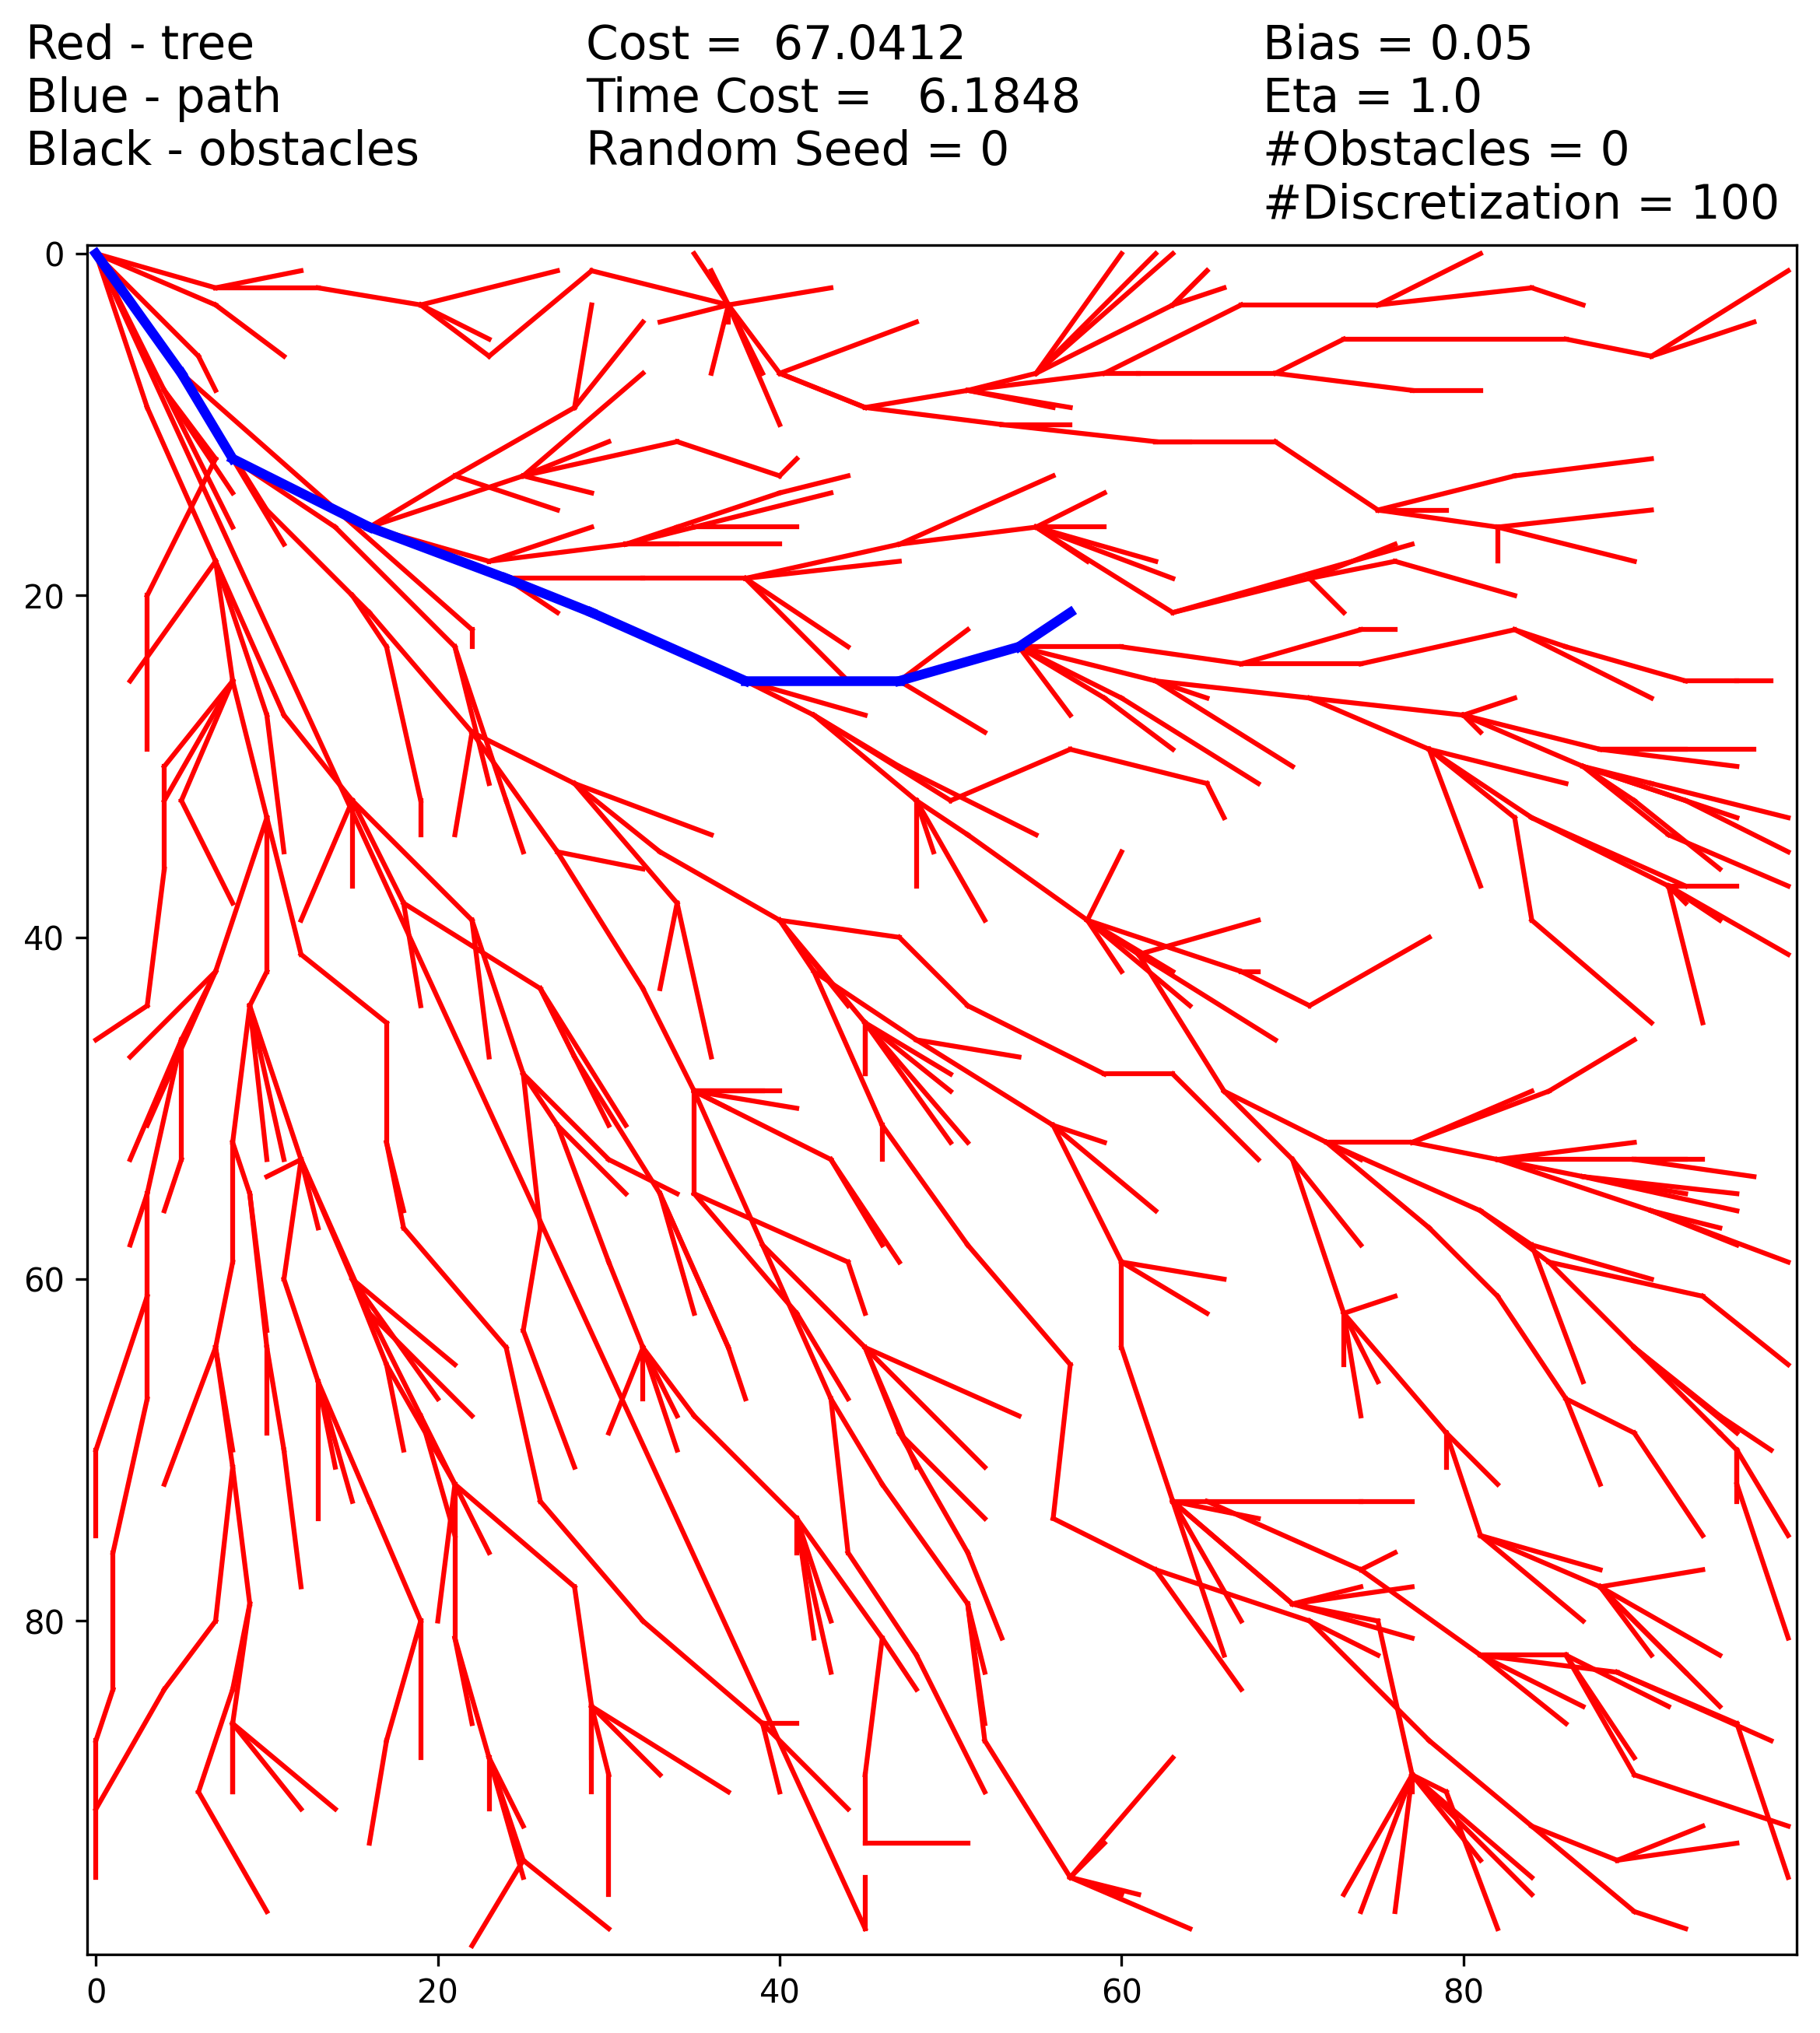 Red - tree
Blue - path
Black - obstacles
Cost = 67.0412
Time Cost = 6.1848
Random Seed = 0
Bias = 0.05
Eta = 1.0
#Obstacles = 0
#Discretization = 100
0
20
40
60
80
0 20 40 60 80